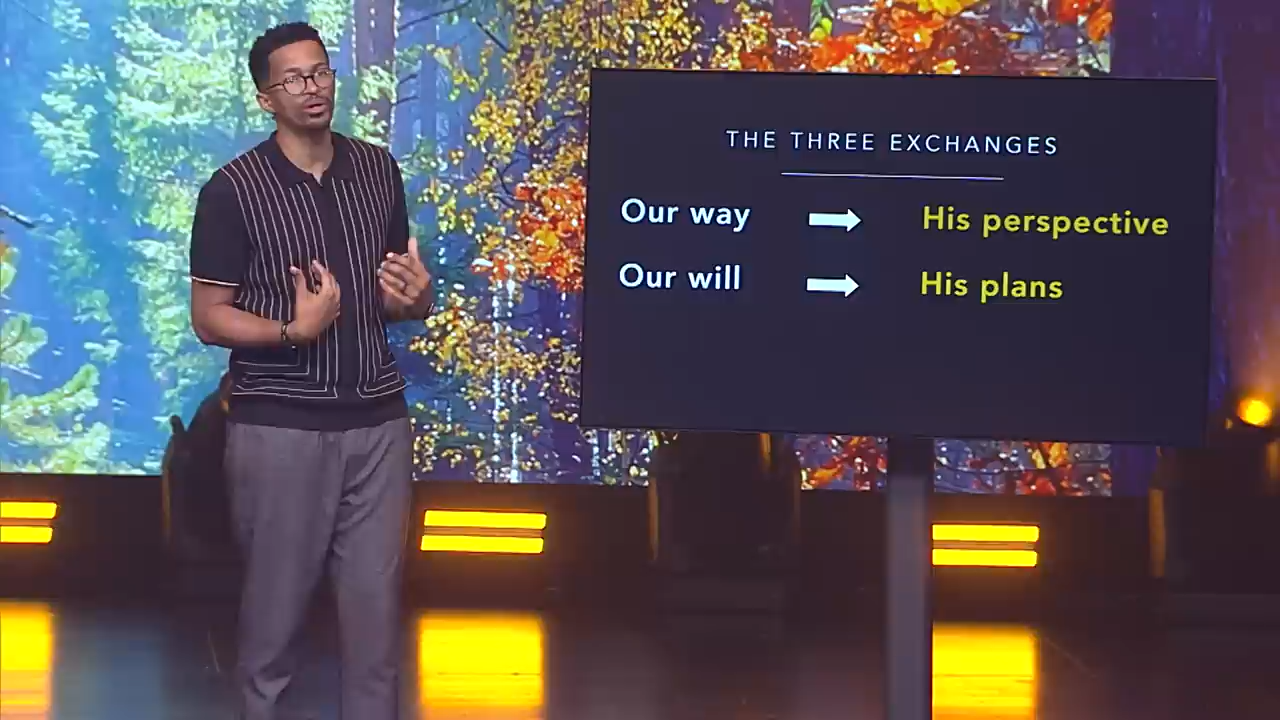 THE THREE EXCHANGES
Our way → His perspective
Our will → His plans